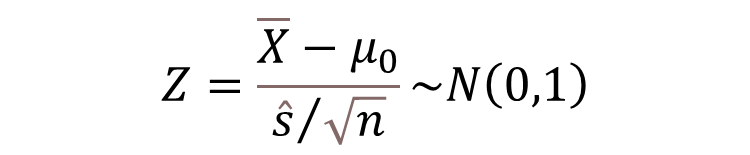 Z = (X̄ − μ₀) / (ŝ/√n) ~N(0,1)